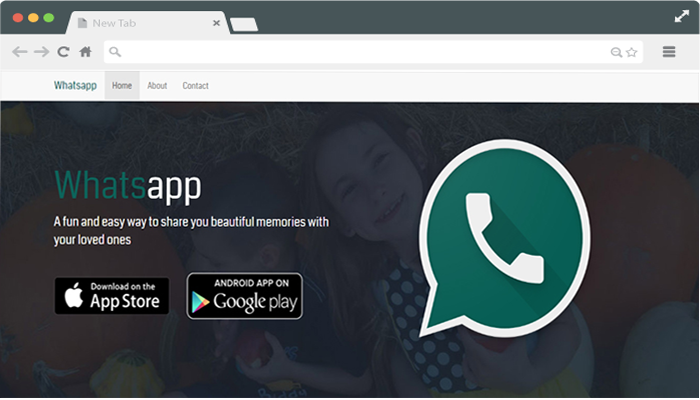 New Tab
Whatsapp Home About Contact
Whatsapp
A fun and easy way to share you beautiful memories with
your loved ones
Download on the
App Store
ANDROID APP ON
Google play